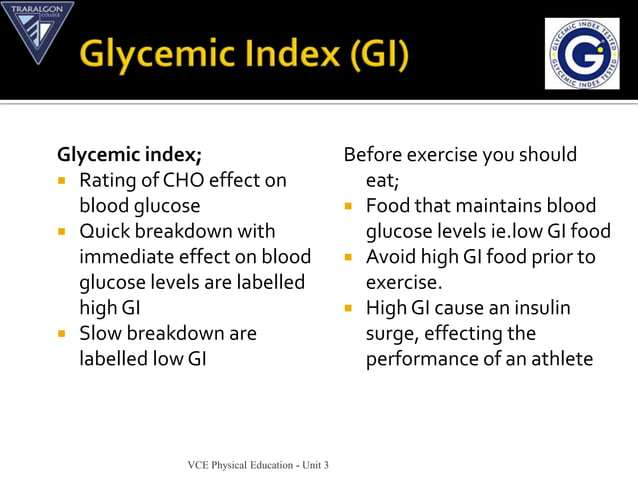 TRARALGON
COLLEGE
Glycemic Index (GI)
GLYCEMIC INDEX TESTED
GLYCEMIC INDEX TESTED
G
Glycemic index;
Rating of CHO effect on
blood glucose
Quick breakdown with
immediate effect on blood
glucose levels are labelled
high GI
Slow breakdown are
labelled low GI
Before exercise you should
eat;
Food that maintains blood
glucose levels ie.low GI food
Avoid high GI food prior to
exercise.
High GI cause an insulin
surge, effecting the
performance of an athlete
VCE Physical Education - Unit 3